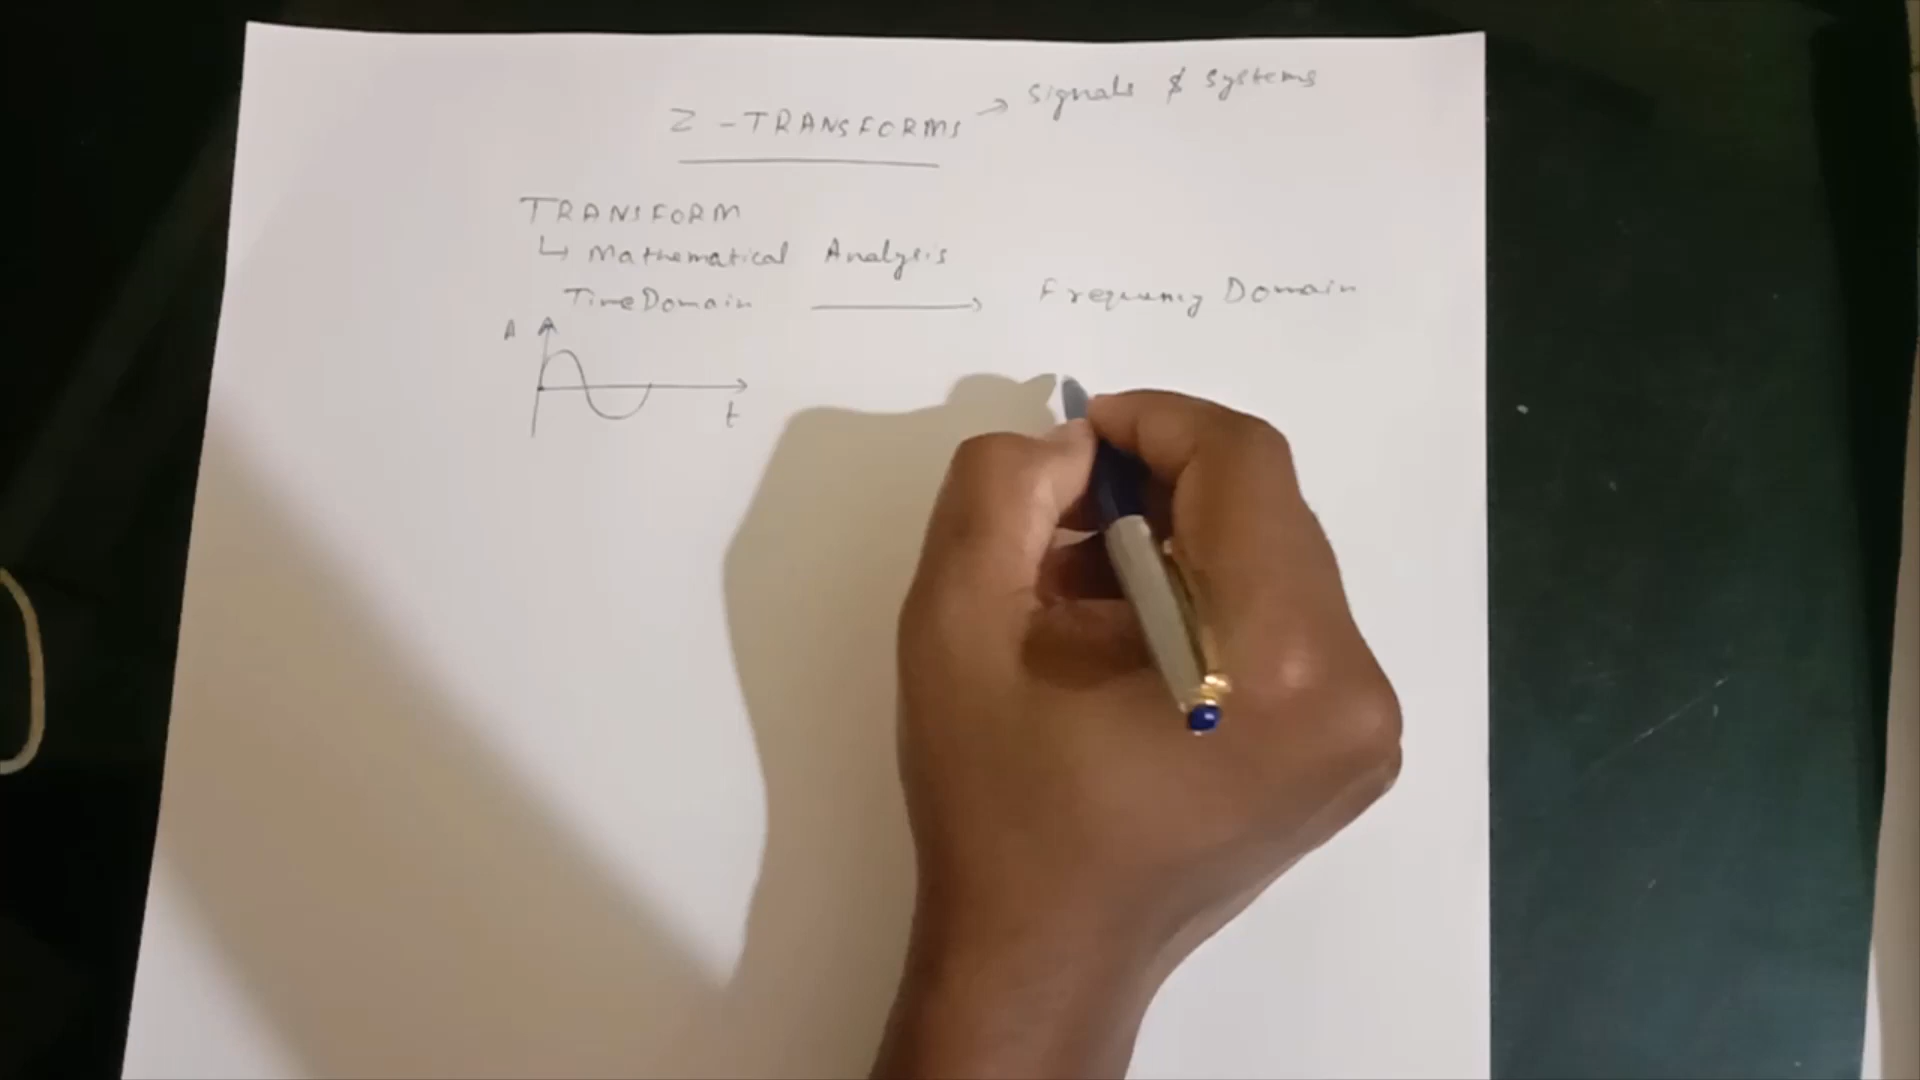 Z - TRANSFORMS → Signals & Systems
TRANSFORM
↳ Mathematical Analysis
Time Domain → Frequency Domain
A
t